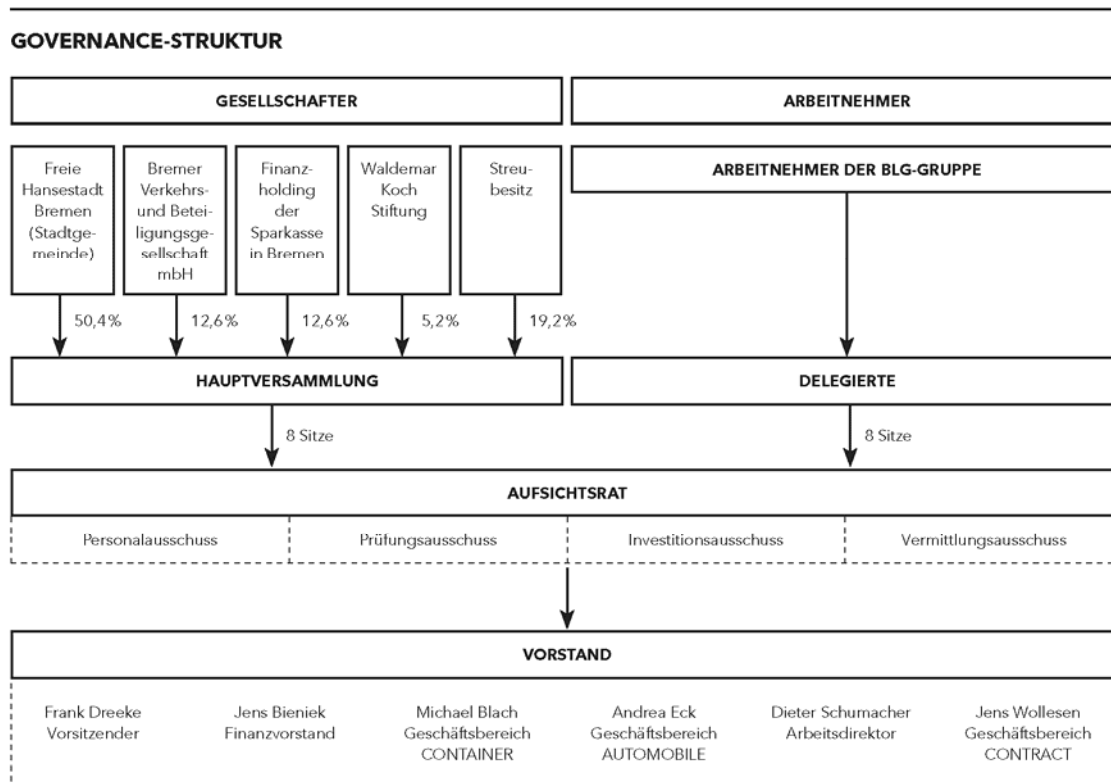 GOVERNANCE-STRUKTUR
GESELLSCHAFTER
ARBEITNEHMER
Freie
Hansestadt
Bremen
(Stadtge-
meinde)
Bremer
Verkehrs-
und Betei-
ligungsge-
sellschaft
mbH
Finanz-
holding
der
Sparkasse
in Bremen
Waldemar
Koch
Stiftung
Streu-
besitz
ARBEITNEHMER DER BLG-GRUPPE
50,4%
12,6%
12,6%
5,2%
19,2%
HAUPTVERSAMMLUNG
DELEGIERTE
8 Sitze
8 Sitze
AUFSICHTSRAT
Personalausschuss
Prüfungsausschuss
Investitionsausschuss
Vermittlungsausschuss
VORSTAND
Frank Dreeke
Vorsitzender
Jens Bieniek
Finanzvorstand
Michael Blach
Geschäftsbereich
CONTAINER
Andrea Eck
Geschäftsbereich
AUTOMOBILE
Dieter Schumacher
Arbeitsdirektor
Jens Wollesen
Geschäftsbereich
CONTRACT